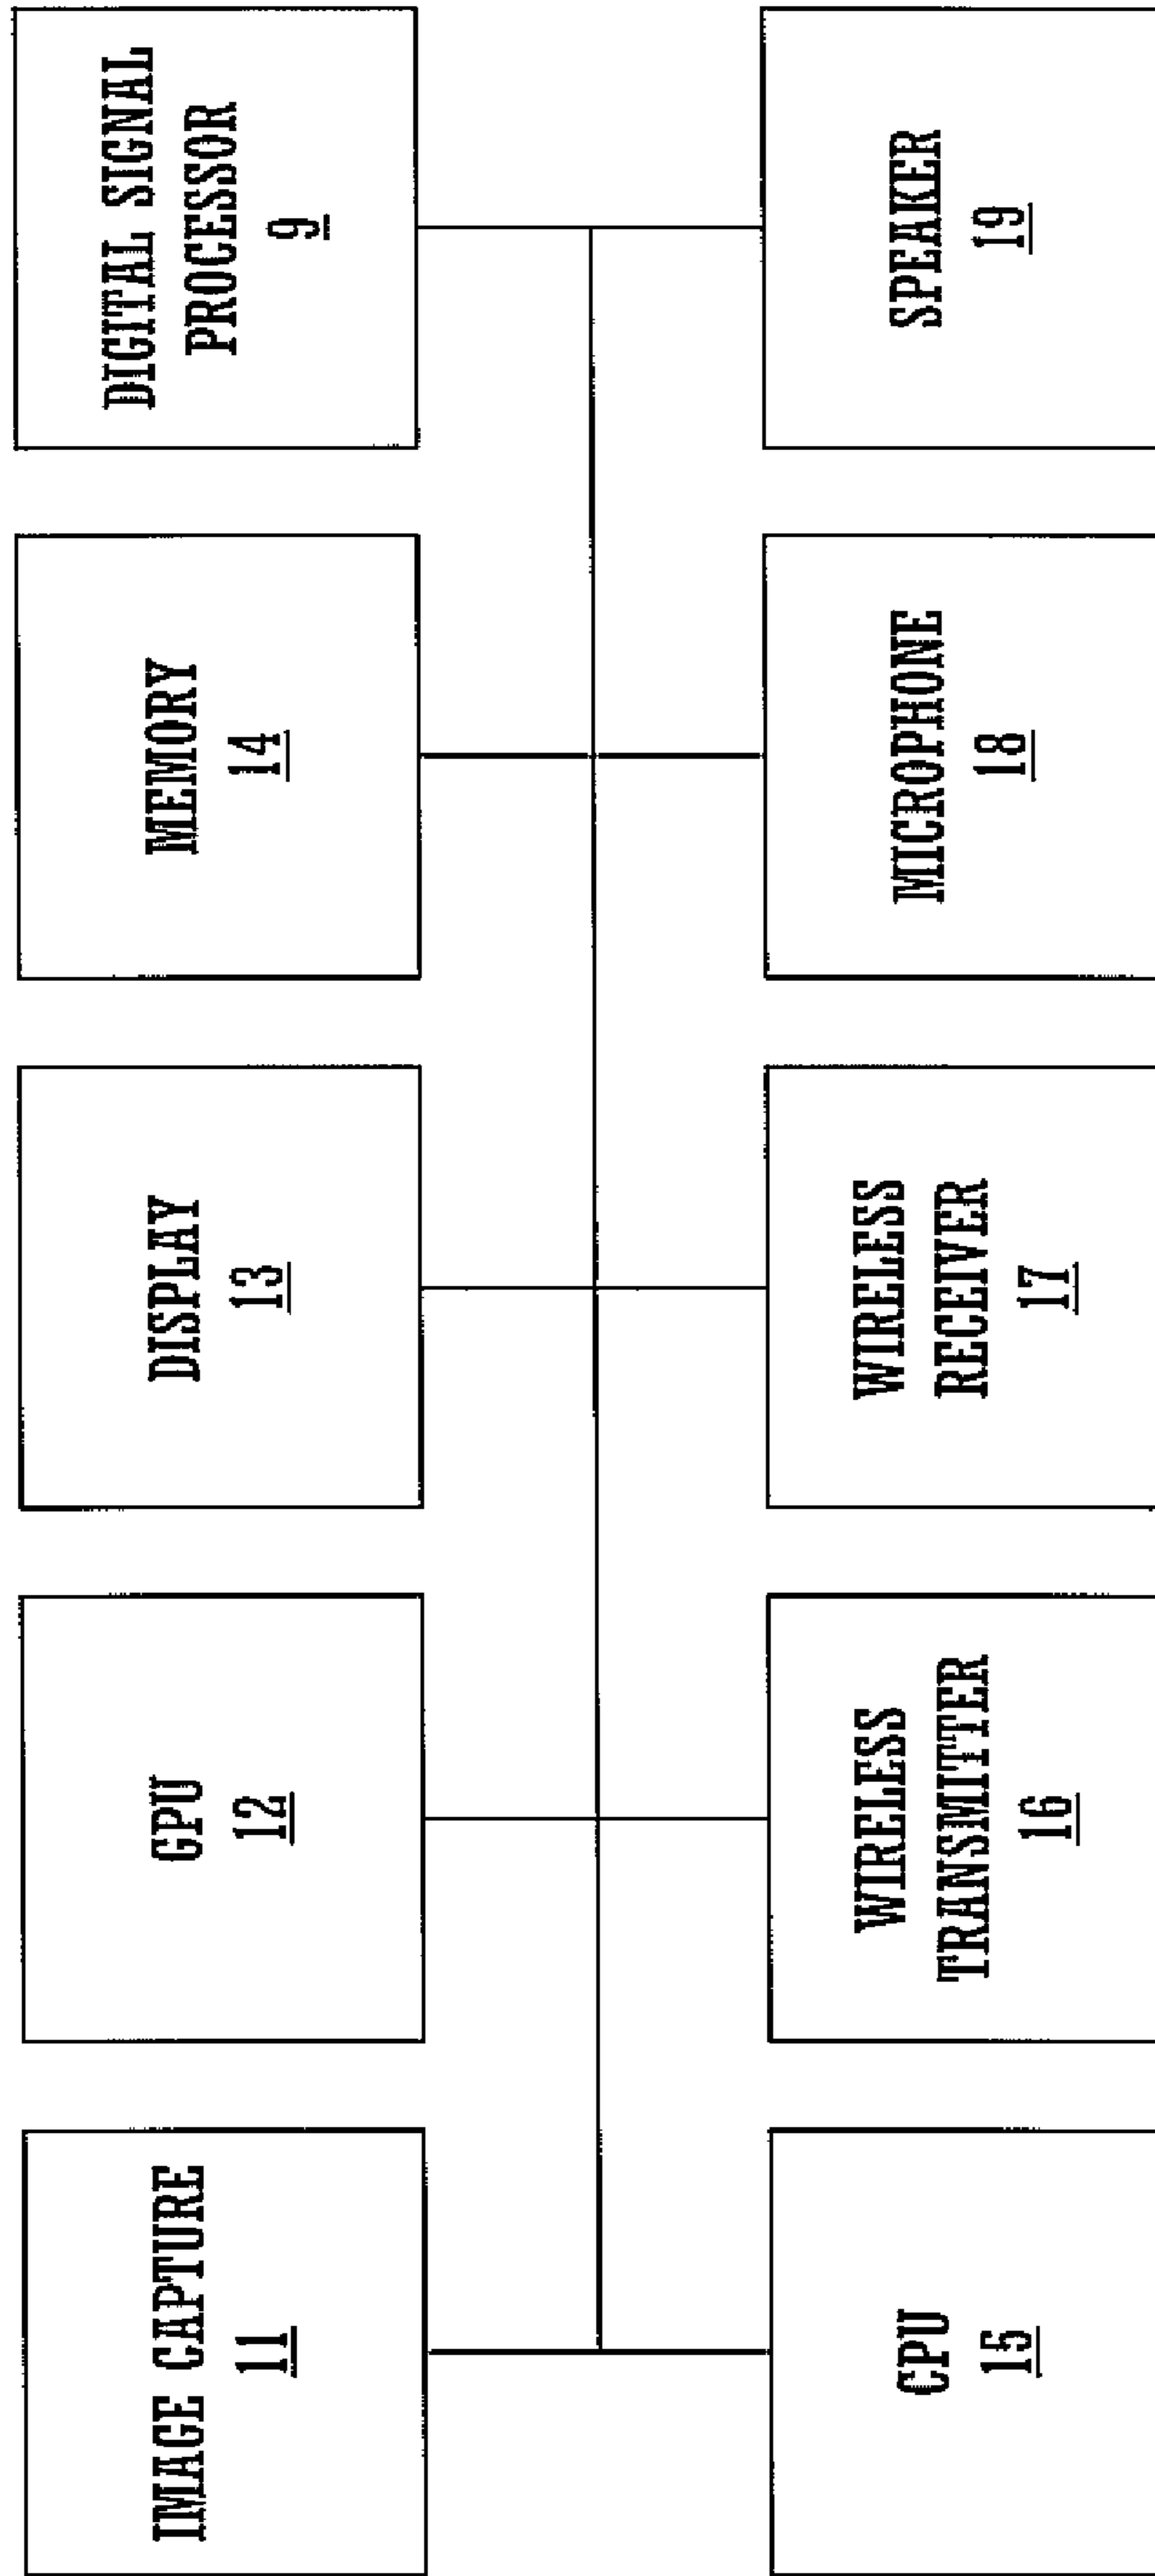 IMAGE CAPTURE
11
GPU
12
DISPLAY
13
MEMORY
14
DIGITAL SIGNAL
PROCESSOR
9
CPU
15
WIRELESS
TRANSMITTER
16
WIRELESS
RECEIVER
17
MICROPHONE
18
SPEAKER
19